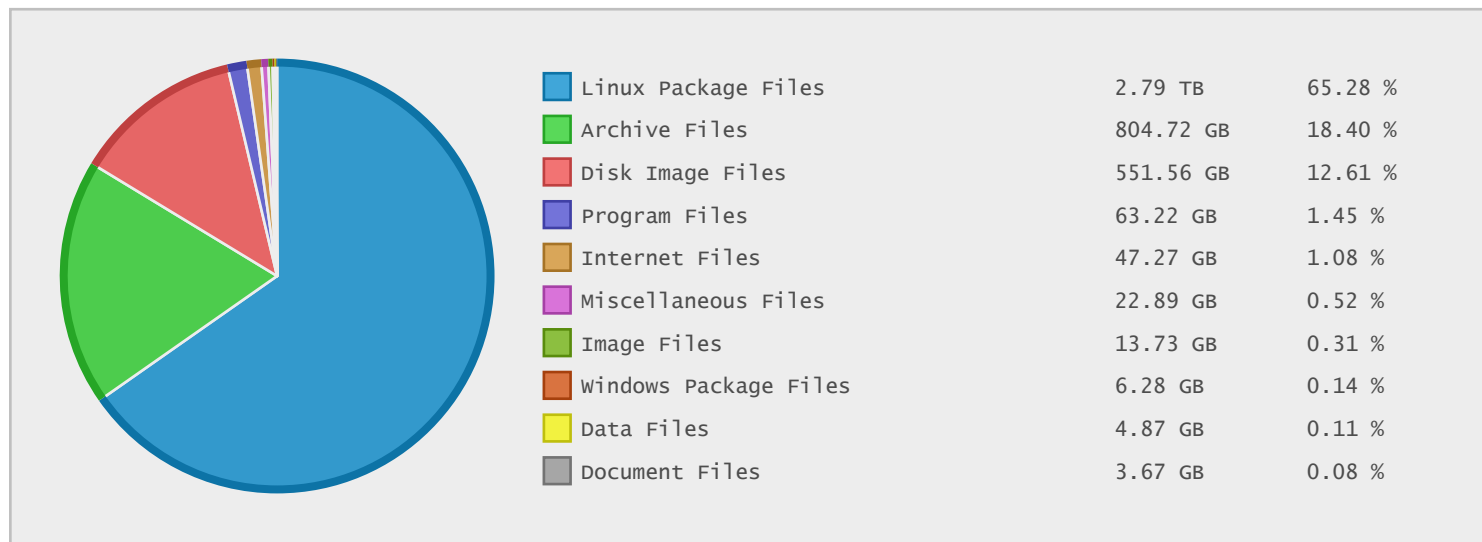 Linux Package Files 2.79 TB 65.28 %
Archive Files 804.72 GB 18.40 %
Disk Image Files 551.56 GB 12.61 %
Program Files 63.22 GB 1.45 %
Internet Files 47.27 GB 1.08 %
Miscellaneous Files 22.89 GB 0.52 %
Image Files 13.73 GB 0.31 %
Windows Package Files 6.28 GB 0.14 %
Data Files 4.87 GB 0.11 %
Document Files 3.67 GB 0.08 %